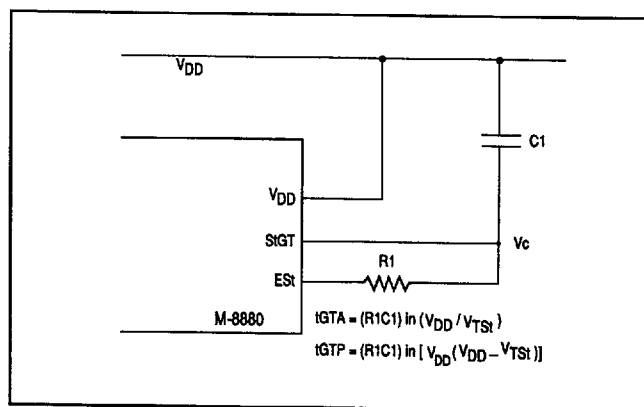 VDD
C1
VDD
StGT
Vc
R1
ESt
M-8880
tGTA = (R1C1) in (VDD / VTSt)
tGTP = (R1C1) in [ VDD (VDD – VTSt)]